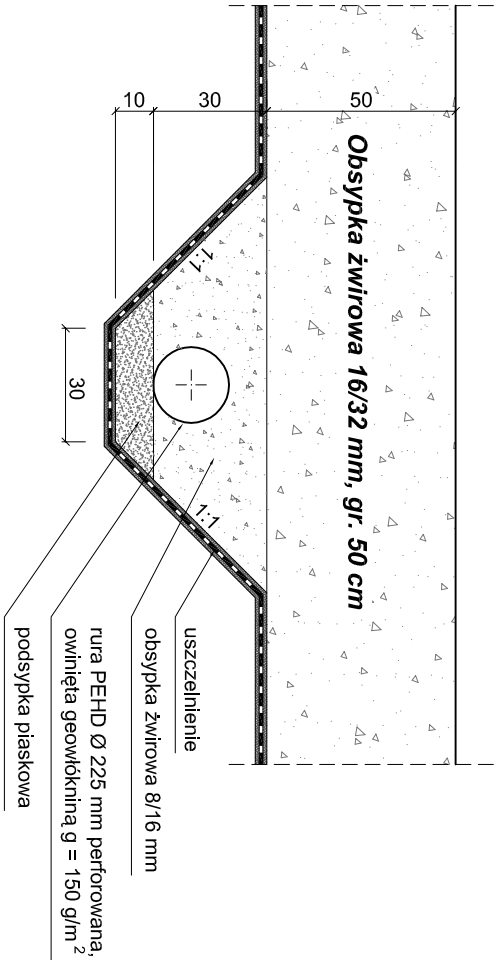 Obsypka żwirowa 16/32 mm, gr. 50 cm
50
30
10
1:1
1:1
30
uszczelnienie
obsypka żwirowa 8/16 mm
rura PEHD Ø 225 mm perforowana,
owinięta geowłókniną g = 150 g/m²
podsypka piaskowa